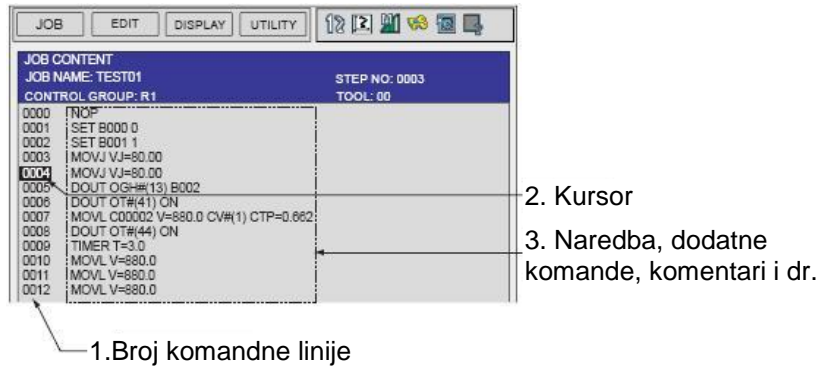 JOB EDIT DISPLAY UTILITY
JOB CONTENT
JOB NAME: TEST01 STEP NO: 0003
CONTROL GROUP: R1 TOOL: 00
0000 NOP
0001 SET B000 0
0002 SET B001 1
0003 MOVJ VJ=80.00
0004 MOVJ VJ=80.00
0005 DOUT OGH#(13) B002
0006 DOUT OT#(41) ON
0007 MOVL C00002 V=880.0 CV#(1) CTP=0.662
0008 DOUT OT#(44) ON
0009 TIMER T=3.0
0010 MOVL V=880.0
0011 MOVL V=880.0
0012 MOVL V=880.0
2. Kursor
3. Naredba, dodatne
komande, komentari i dr.
1.Broj komandne linije